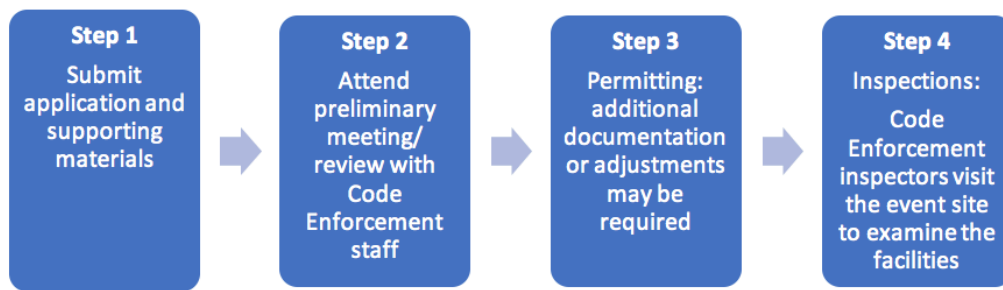 Step 1
Submit
application and
supporting
materials
Step 2
Attend
preliminary
meeting/
review with
Code
Enforcement
staff
Step 3
Permitting:
additional
documentation
or adjustments
may be
required
Step 4
Inspections:
Code
Enforcement
inspectors visit
the event site
to examine the
facilities